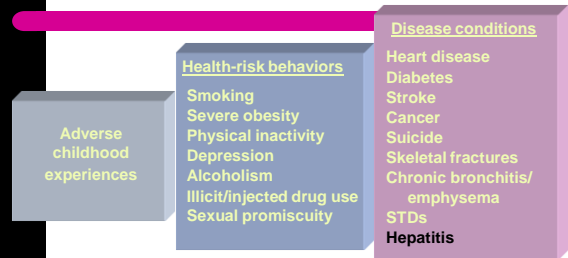 Adverse
childhood
experiences
Health-risk behaviors
Smoking
Severe obesity
Physical inactivity
Depression
Alcoholism
Illicit/injected drug use
Sexual promiscuity
Disease conditions
Heart disease
Diabetes
Stroke
Cancer
Suicide
Skeletal fractures
Chronic bronchitis/
emphysema
STDs
Hepatitis